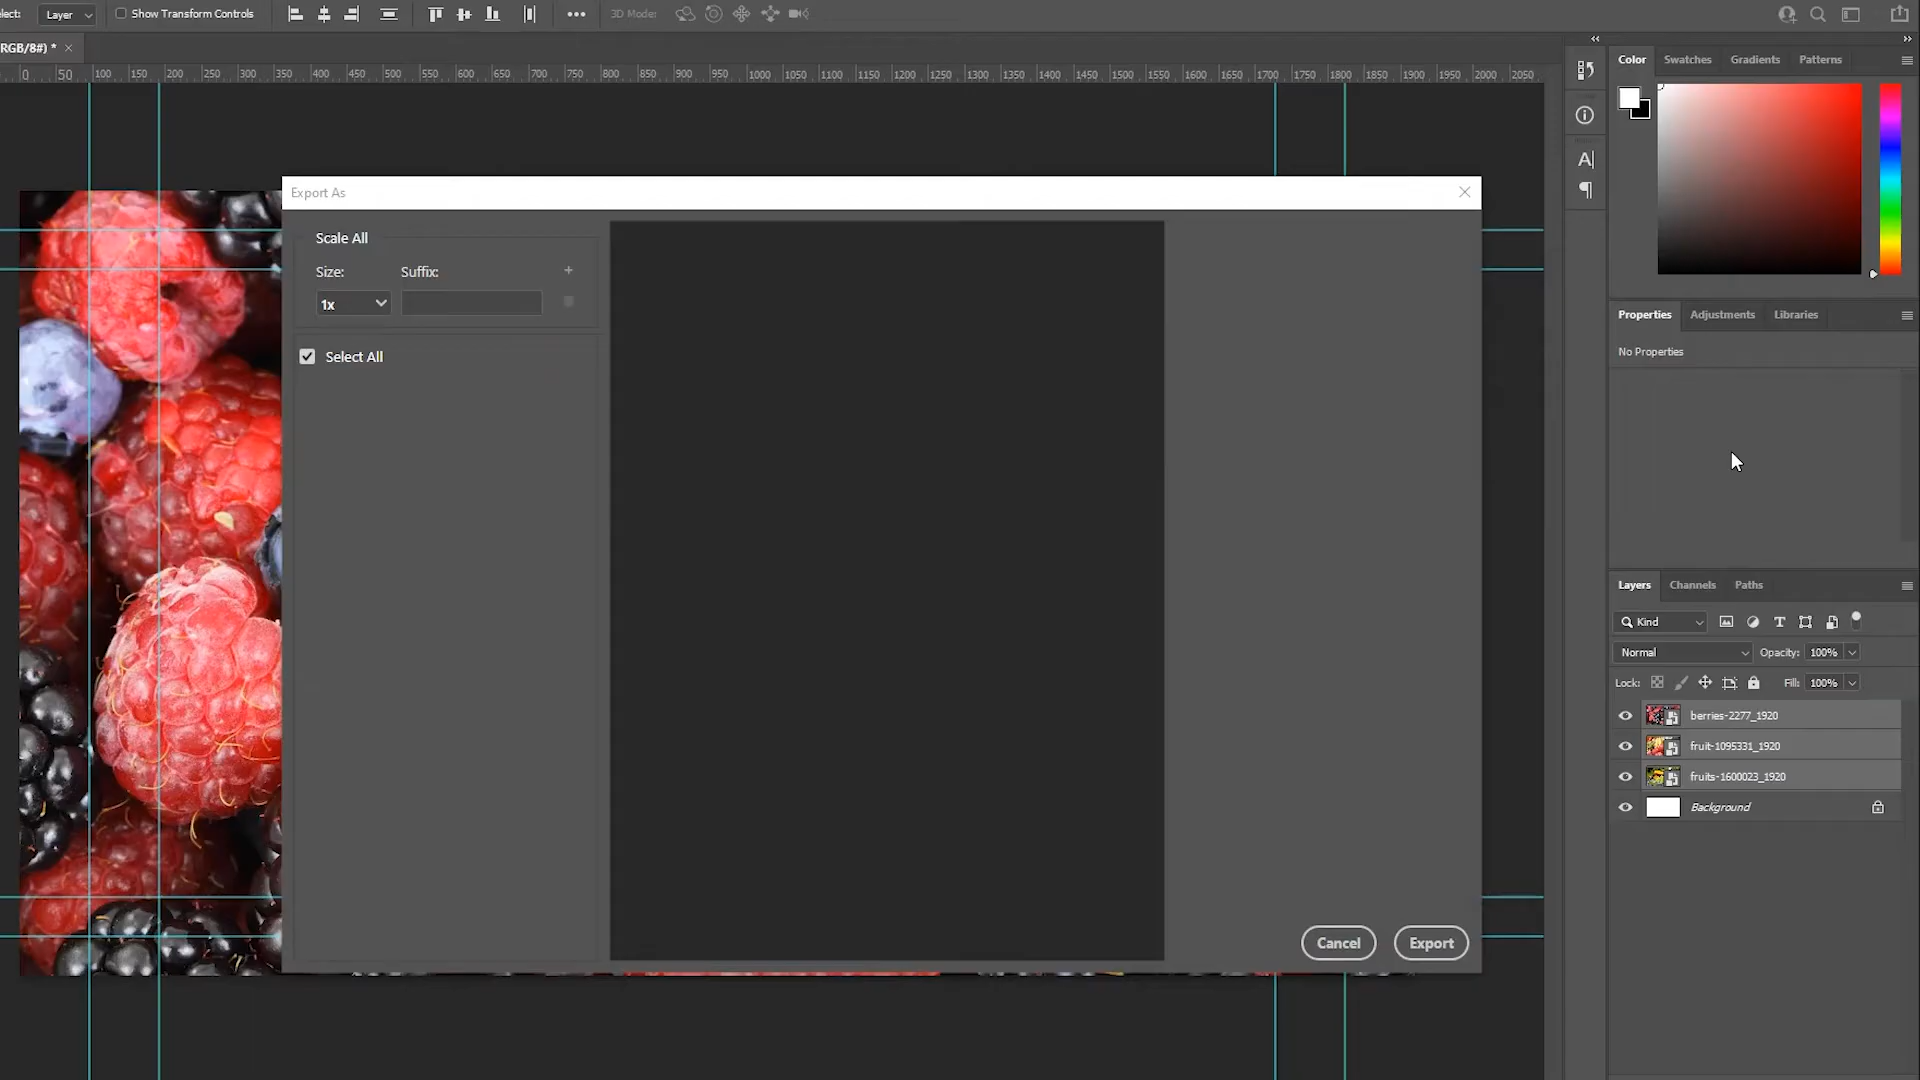 elect: Layer Show Transform Controls 3D Mode:
RGB/8#) * ×
0 50 100 150 200 250 300 350 400 450 500 550 600 650 700 750 800 850 900 950 1000 1050 1100 1150 1200 1250 1300 1350 1400 1450 1500 1550 1600 1650 1700 1750 1800 1850 1900 1950 2000 2050
Export As
Scale All
Size: Suffix: +
1x
Select All
Cancel Export
Color Swatches Gradients Patterns
Properties Adjustments Libraries
No Properties
Layers Channels Paths
Kind
Normal Opacity: 100%
Lock: Fill: 100%
berries-2277_1920
fruit-1095331_1920
fruits-1600023_1920
Background